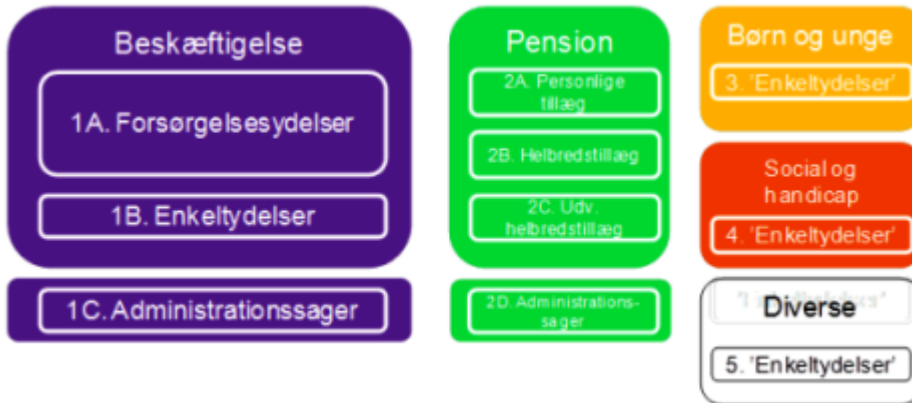 Beskæftigelse
1A. Forsørgelsesydelser
1B. Enkeltydelser
1C. Administrationssager
Pension
2A. Personlige
tillæg
2B. Helbredstillæg
2C. Udv.
helbredstillæg
2D. Administrations-
sager
Børn og unge
3. 'Enkeltydelser'
Social og
handicap
4. 'Enkeltydelser'
Diverse
5. 'Enkeltydelser'